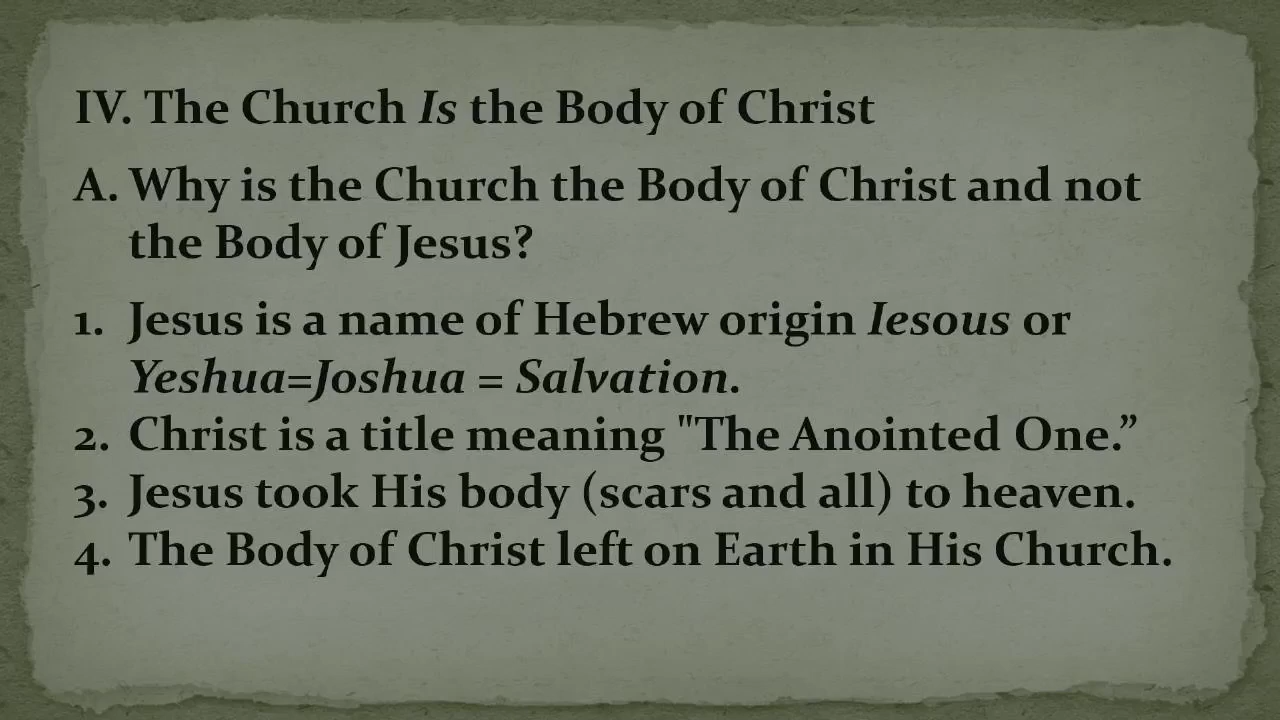 IV. The Church Is the Body of Christ
A. Why is the Church the Body of Christ and not
the Body of Jesus?
1. Jesus is a name of Hebrew origin Iesous or
Yeshua=Joshua = Salvation.
2. Christ is a title meaning "The Anointed One.”
3. Jesus took His body (scars and all) to heaven.
4. The Body of Christ left on Earth in His Church.